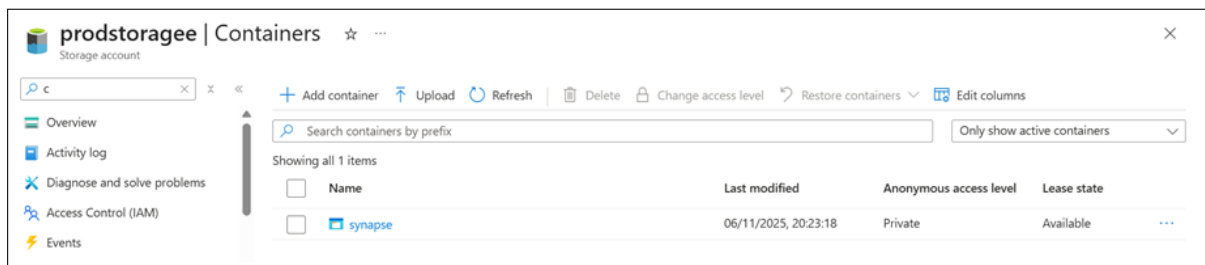 prodstoragee | Containers
Storage account
c
Add container Upload Refresh Delete Change access level Restore containers Edit columns
Search containers by prefix Only show active containers
Overview
Activity log
Diagnose and solve problems
Access Control (IAM)
Events
Showing all 1 items
Name Last modified Anonymous access level Lease state
synapse 06/11/2025, 20:23:18 Private Available